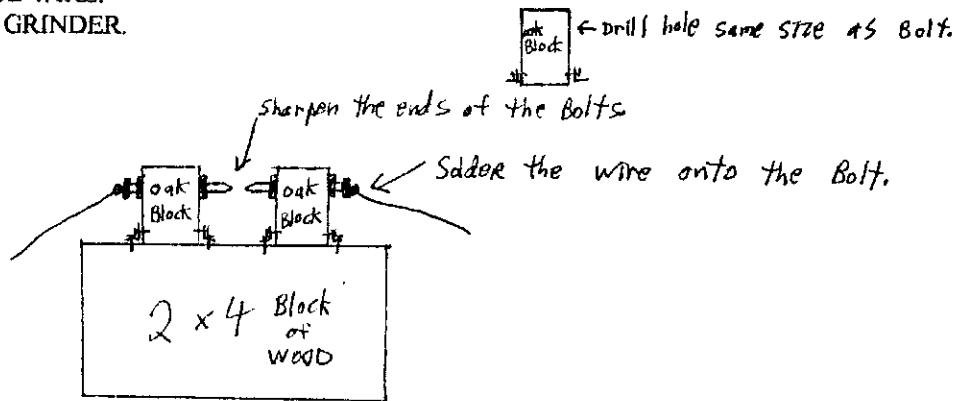 GRINDER.
oak
Block
← Drill hole same size as Bolt.
Sharpen the ends of the Bolts
Solder the wire onto the Bolt.
oak
Block
oak
Block
2 x 4 Block
of
WOOD